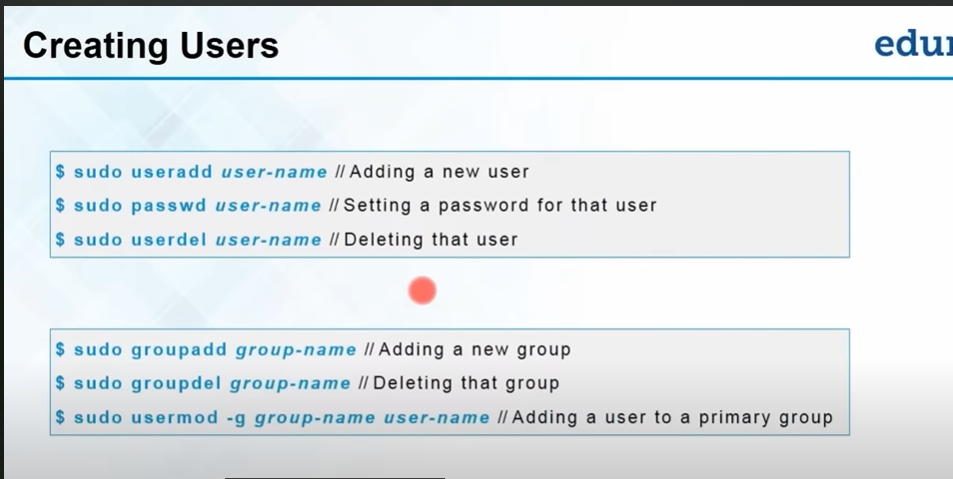 Creating Users
$ sudo useradd user-name // Adding a new user
$ sudo passwd user-name // Setting a password for that user
$ sudo userdel user-name // Deleting that user
$ sudo groupadd group-name // Adding a new group
$ sudo groupdel group-name // Deleting that group
$ sudo usermod -g group-name user-name // Adding a user to a primary group